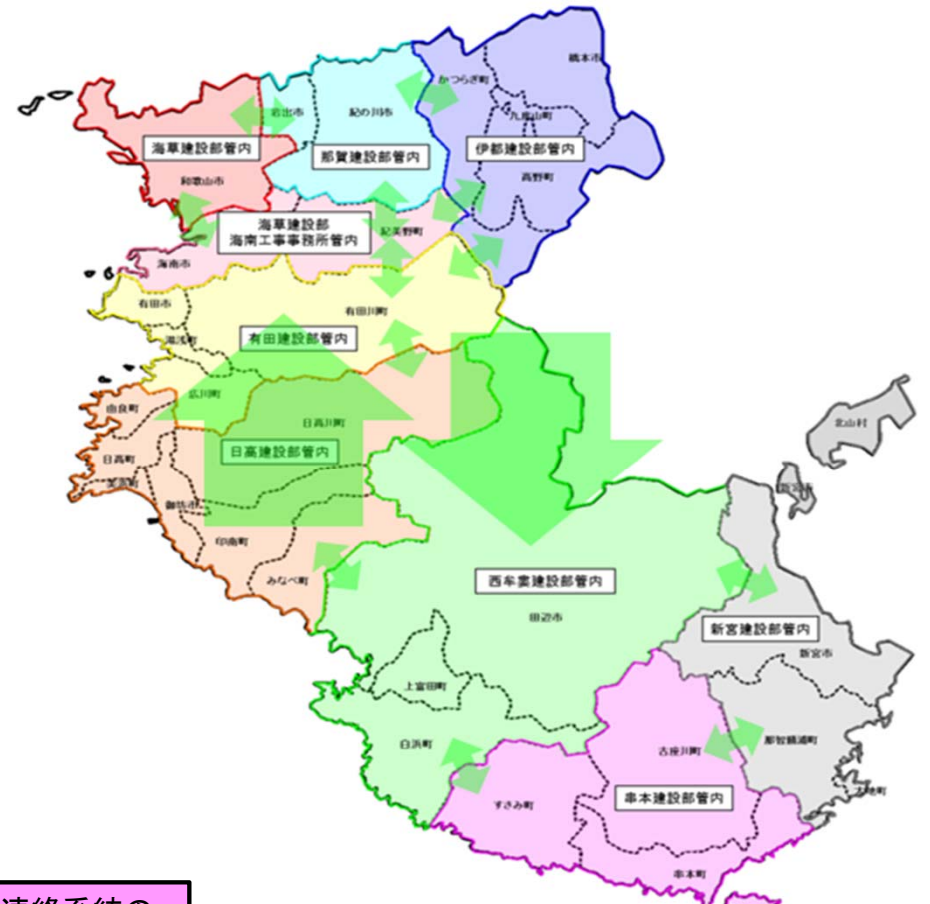 橋本市
かつらぎ町
岩出市
紀の川市
九度山町
海草建設部管内
那賀建設部管内
伊都建設部管内
和歌山市
高野町
海草建設部
海南工事事務所管内
紀美野町
海南市
有田市
有田川町
湯浅町
有田建設部管内
広川町
由良町
日高川町
北山村
日高町
日高建設部管内
美浜町
新宮市
御坊市
印南町
みなべ町
西牟婁建設部管内
田辺市
新宮建設部管内
新宮市
上富田町
白浜町
古座川町
那智勝浦町
太地町
すさみ町
串本建設部管内
串本町
連絡系統の